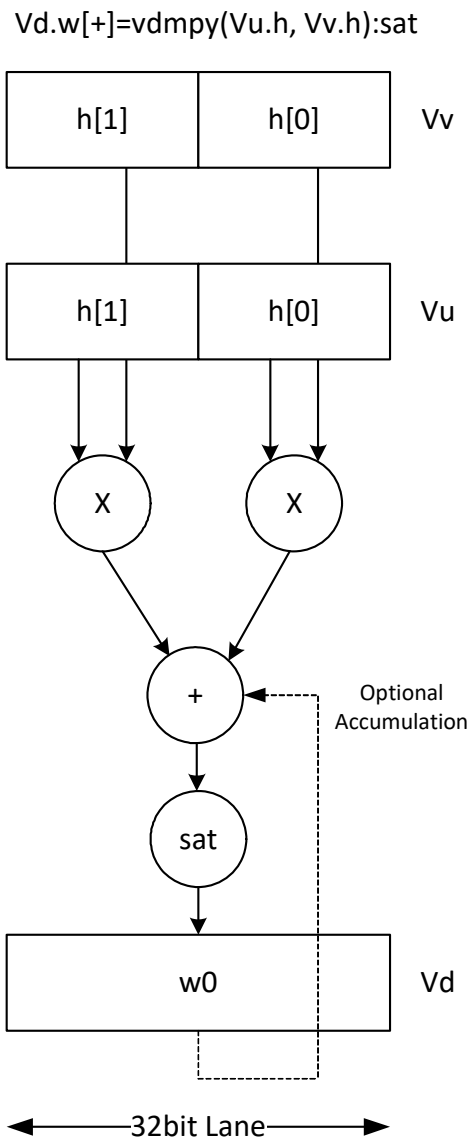 Vd.w[+]=vdmpy(Vu.h, Vv.h):sat
h[1] h[0] Vv
h[1] h[0] Vu
X X
+
Optional
Accumulation
sat
w0 Vd
32bit Lane